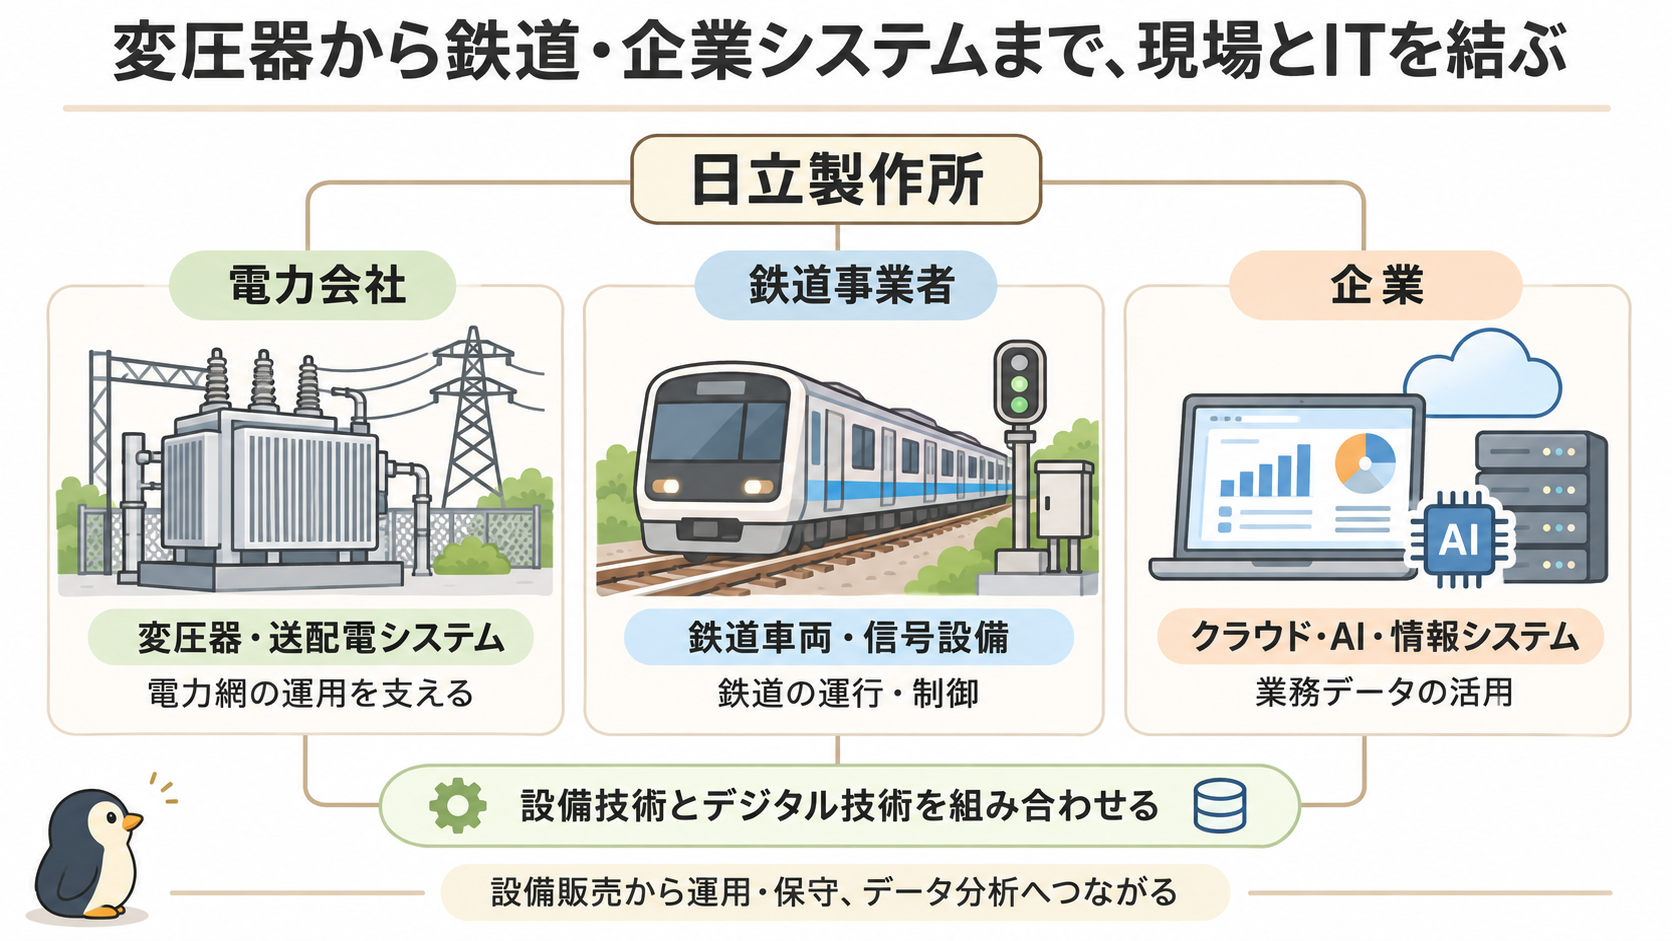 変圧器から鉄道・企業システムまで、現場とITを結ぶ
日立製作所
電力会社
鉄道事業者
企業
AI
変圧器・送配電システム
鉄道車両・信号設備
クラウド・AI・情報システム
電力網の運用を支える
鉄道の運行・制御
業務データの活用
設備技術とデジタル技術を組み合わせる
設備販売から運用・保守、データ分析へつながる